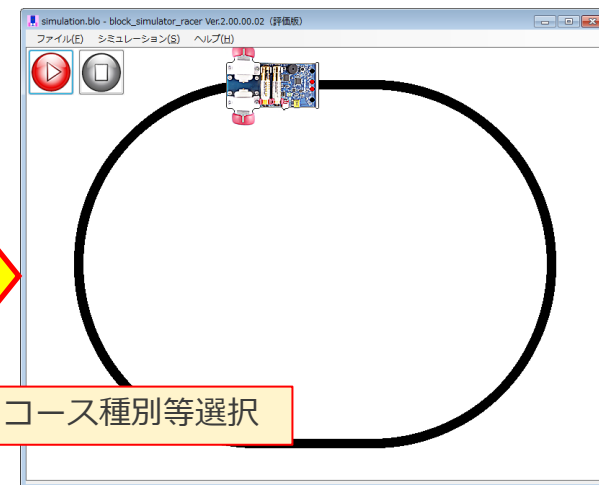 simulation.blo - block_simulator_racer Ver.2.00.00.02 (評価版)
ファイル(F) シミュレーション(S) ヘルプ(H)
コース種別等選択